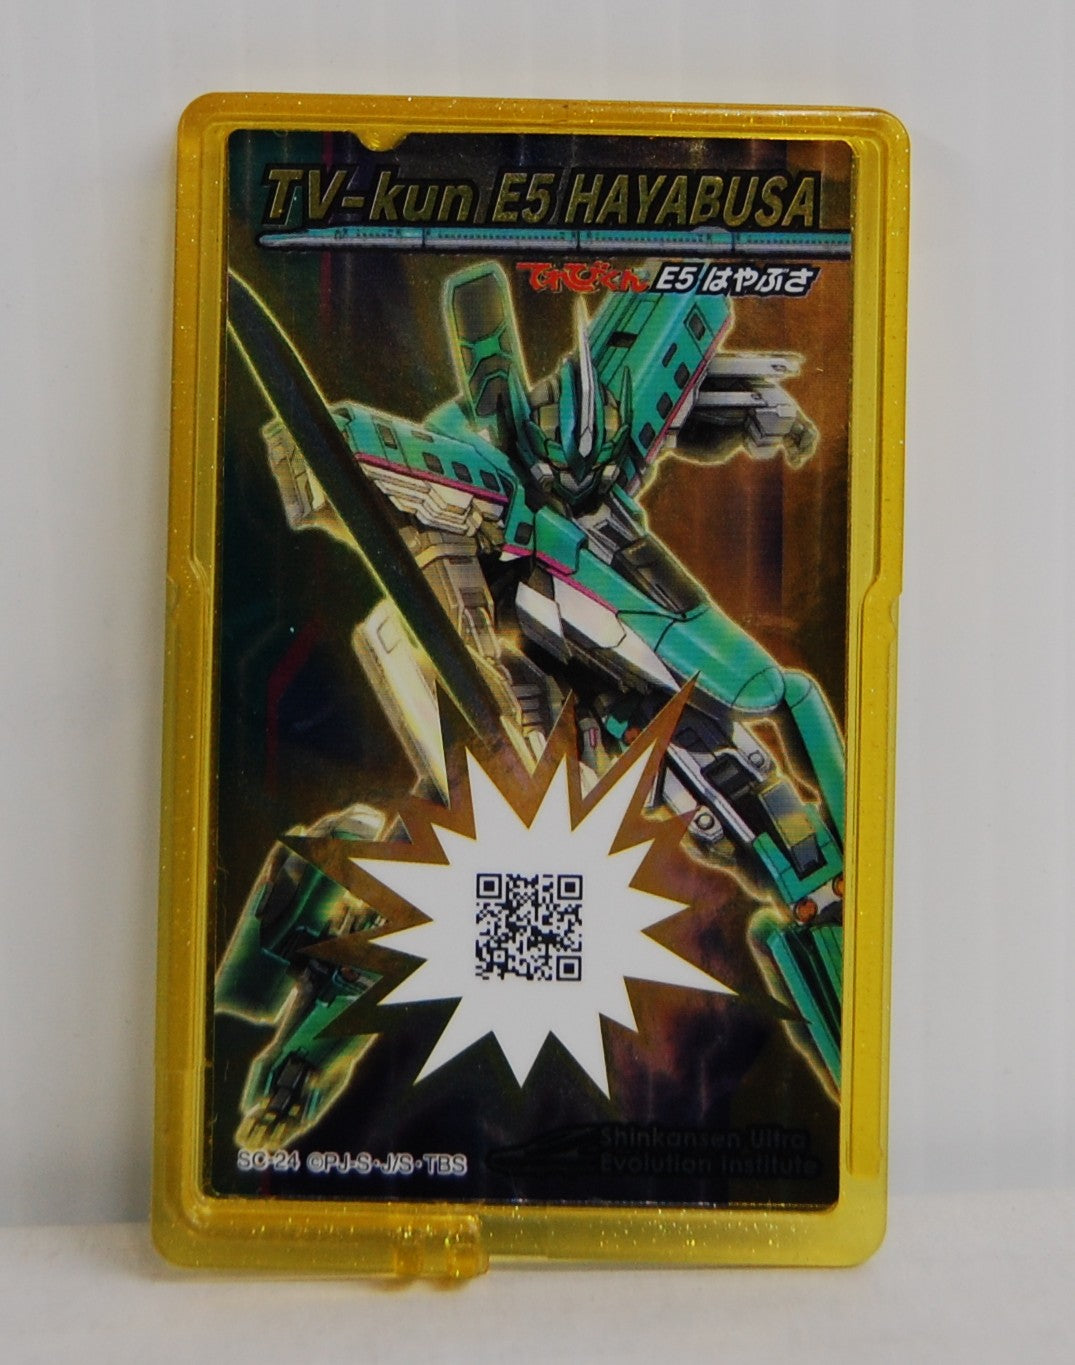 TV-kun E5 HAYABUSA
てれびくん E5 はやぶさ
Shinkansen Ultra
Evolution Institute
SC-24 ©PJ-S・J/S・TBS